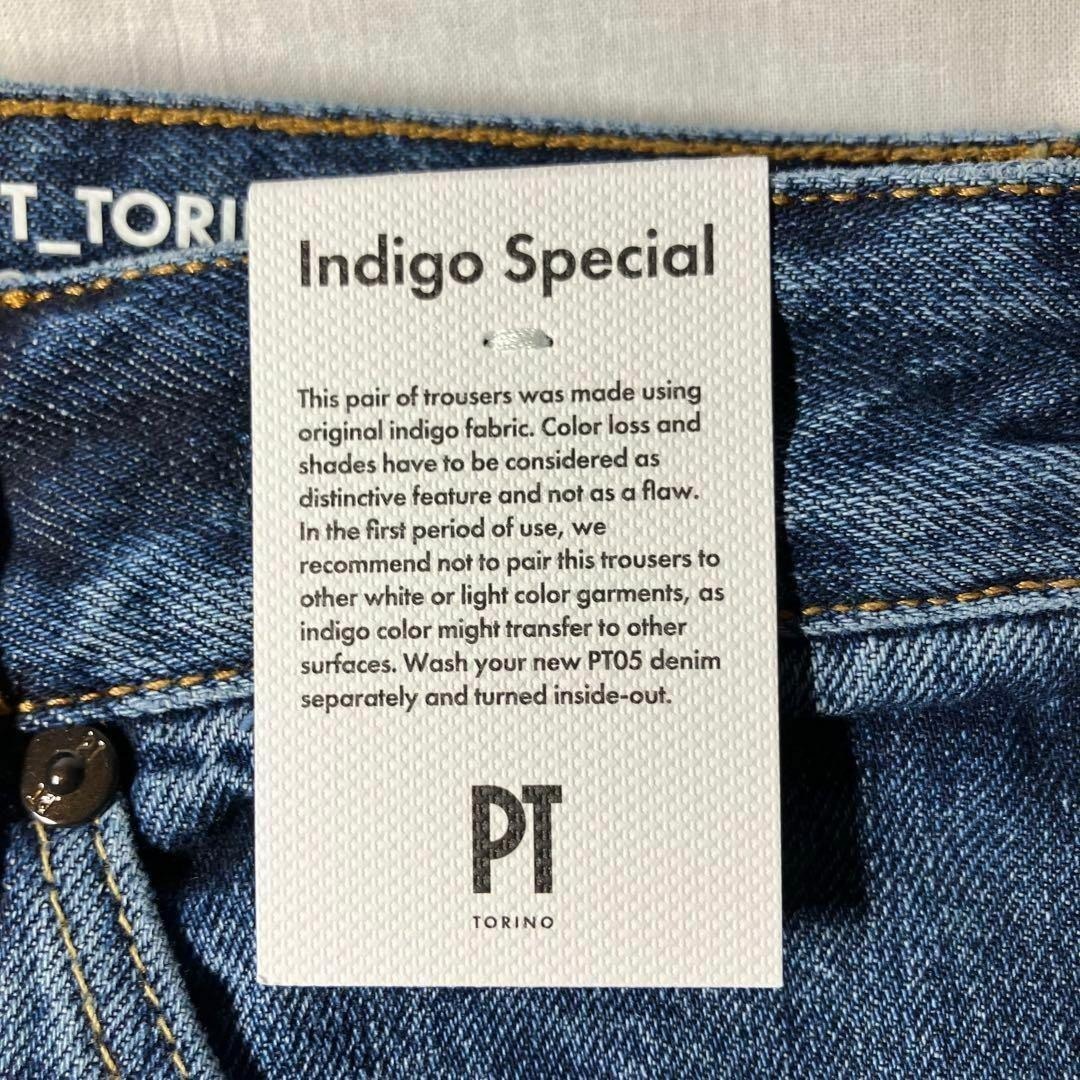 T_TORI
Indigo Special
This pair of trousers was made using
original indigo fabric. Color loss and
shades have to be considered as
distinctive feature and not as a flaw.
In the first period of use, we
recommend not to pair this trousers to
other white or light color garments, as
indigo color might transfer to other
surfaces. Wash your new PT05 denim
separately and turned inside-out.
PT
TORINO